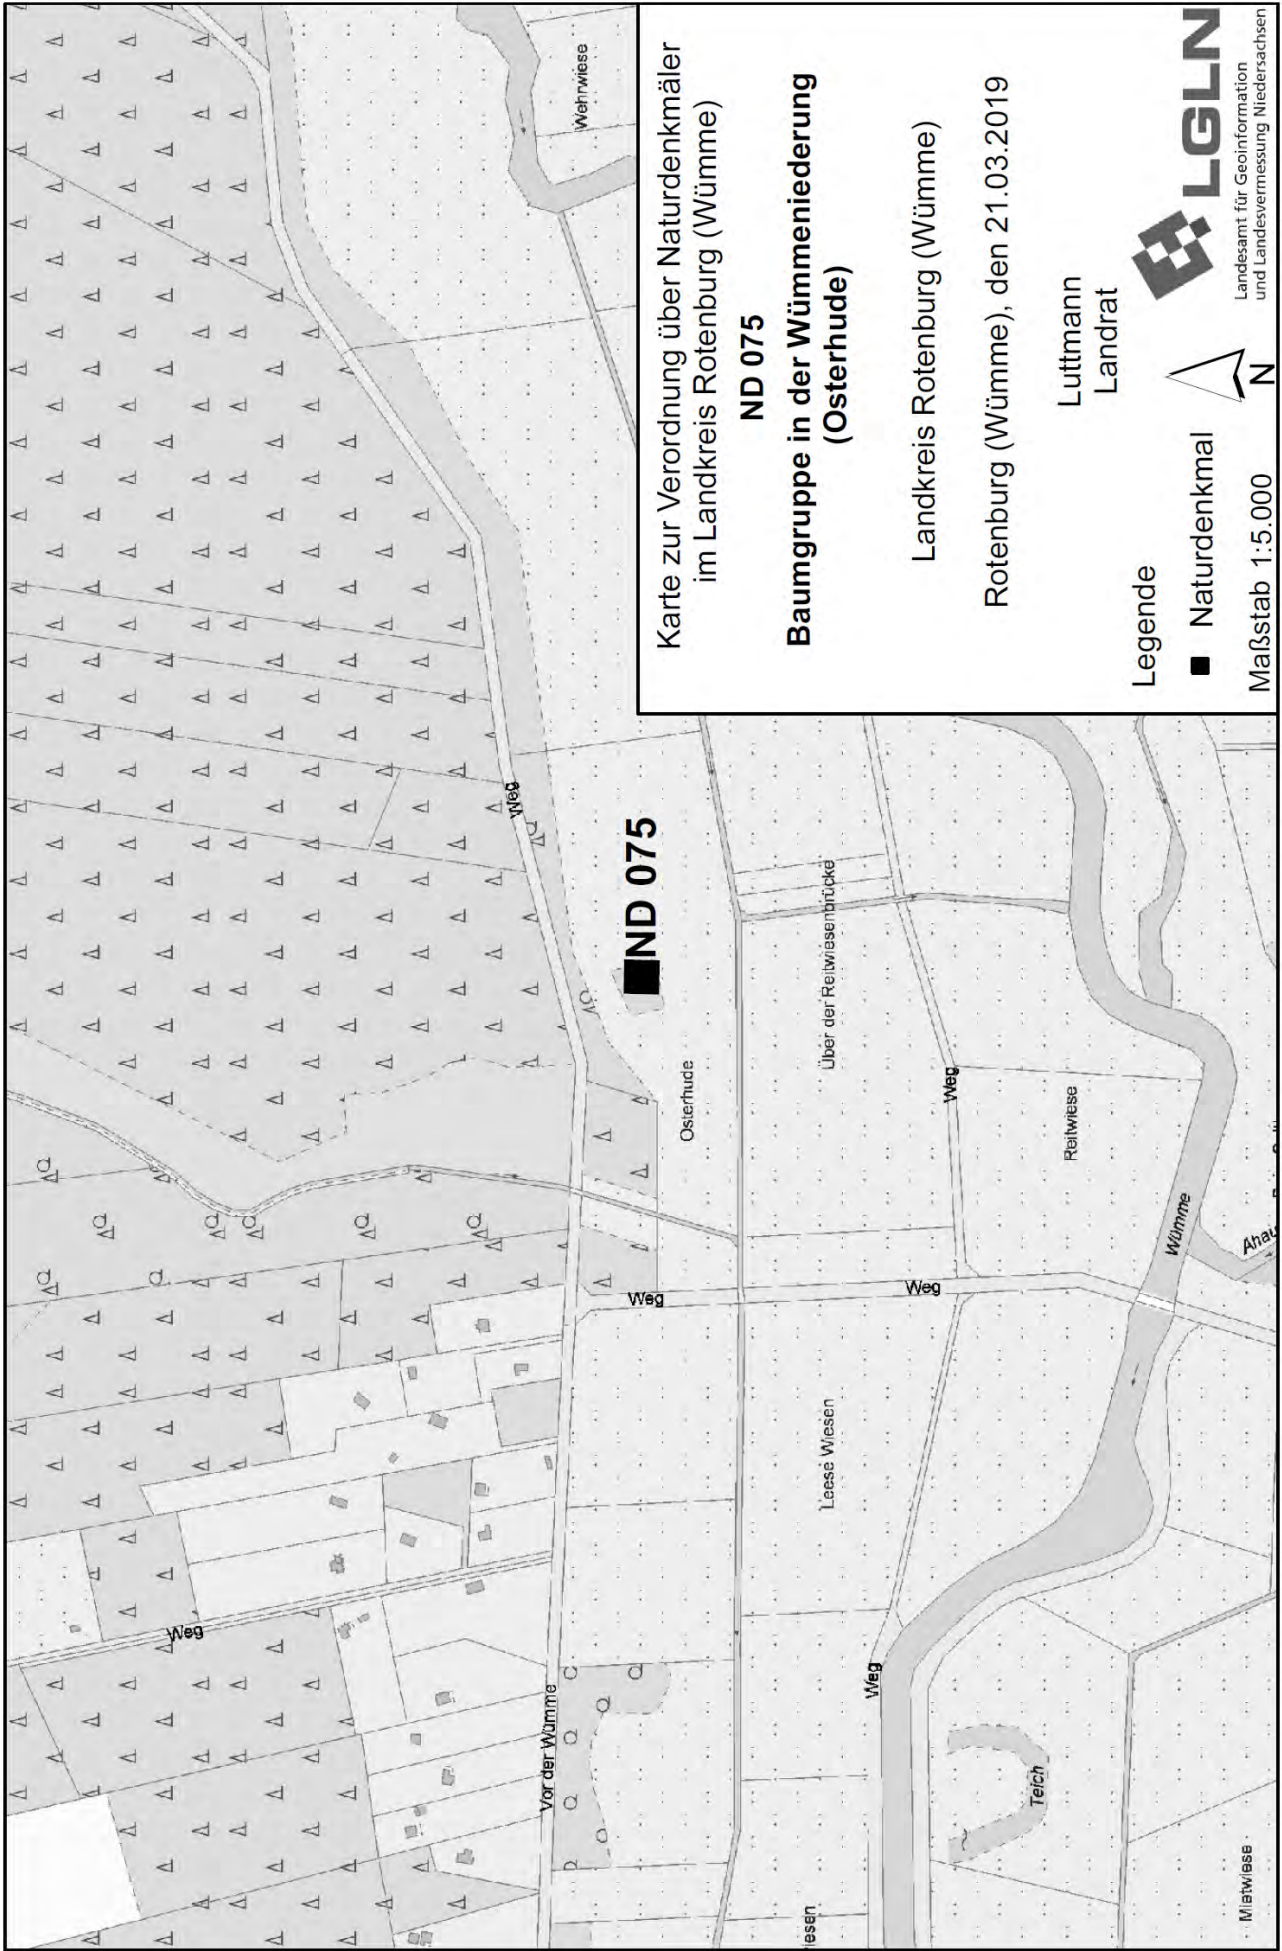 Karte zur Verordnung über Naturdenkmäler
im Landkreis Rotenburg (Wümme)
ND 075
Baumgruppe in der Wümmeniederung
(Osterhude)
Landkreis Rotenburg (Wümme)
Rotenburg (Wümme), den 21.03.2019
Luttmann
Landrat
Legende
Naturdenkmal
Maßstab 1:5.000
N
LGLN
Landesamt für Geoinformation
und Landesvermessung Niedersachsen
Wehrwiese
Weg
ND 075
Osterhude
Über der Reitwiesenbrücke
Weg
Reitwiese
Wümme
Ahau
Weg
Weg
Leese Wiesen
Weg
Vor der Wümme
Weg
Teich
iesen
Mietwiese